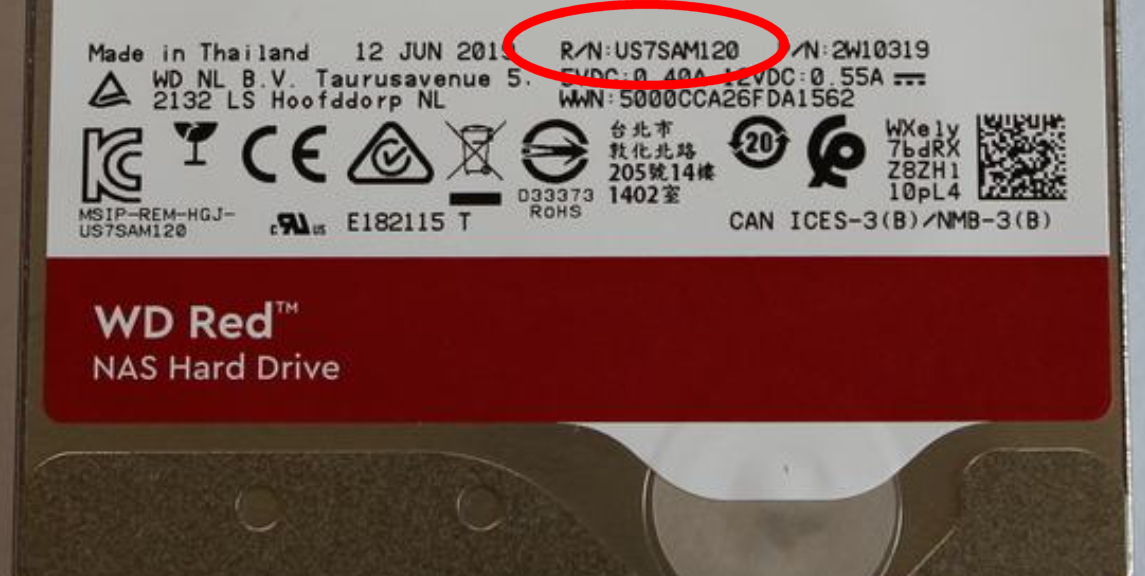 Made in Thailand 12 JUN 2019 R/N:US7SAM120 /N:2W10319
WD NL B.V. Taurusavenue 5. 5VDC:0.40A 12VDC:0.55A
2132 LS Hoofddorp NL WWN:5000CCA26FDA1562
台北市
敦化北路
205號14樓
1402室
20
WXely
7bdRX
Z8ZH1
10pL4
D33373
RoHS
MSIP-REM-HGJ-
US7SAM120
c RU us E182115 T CAN ICES-3(B)/NMB-3(B)
WD Red™
NAS Hard Drive